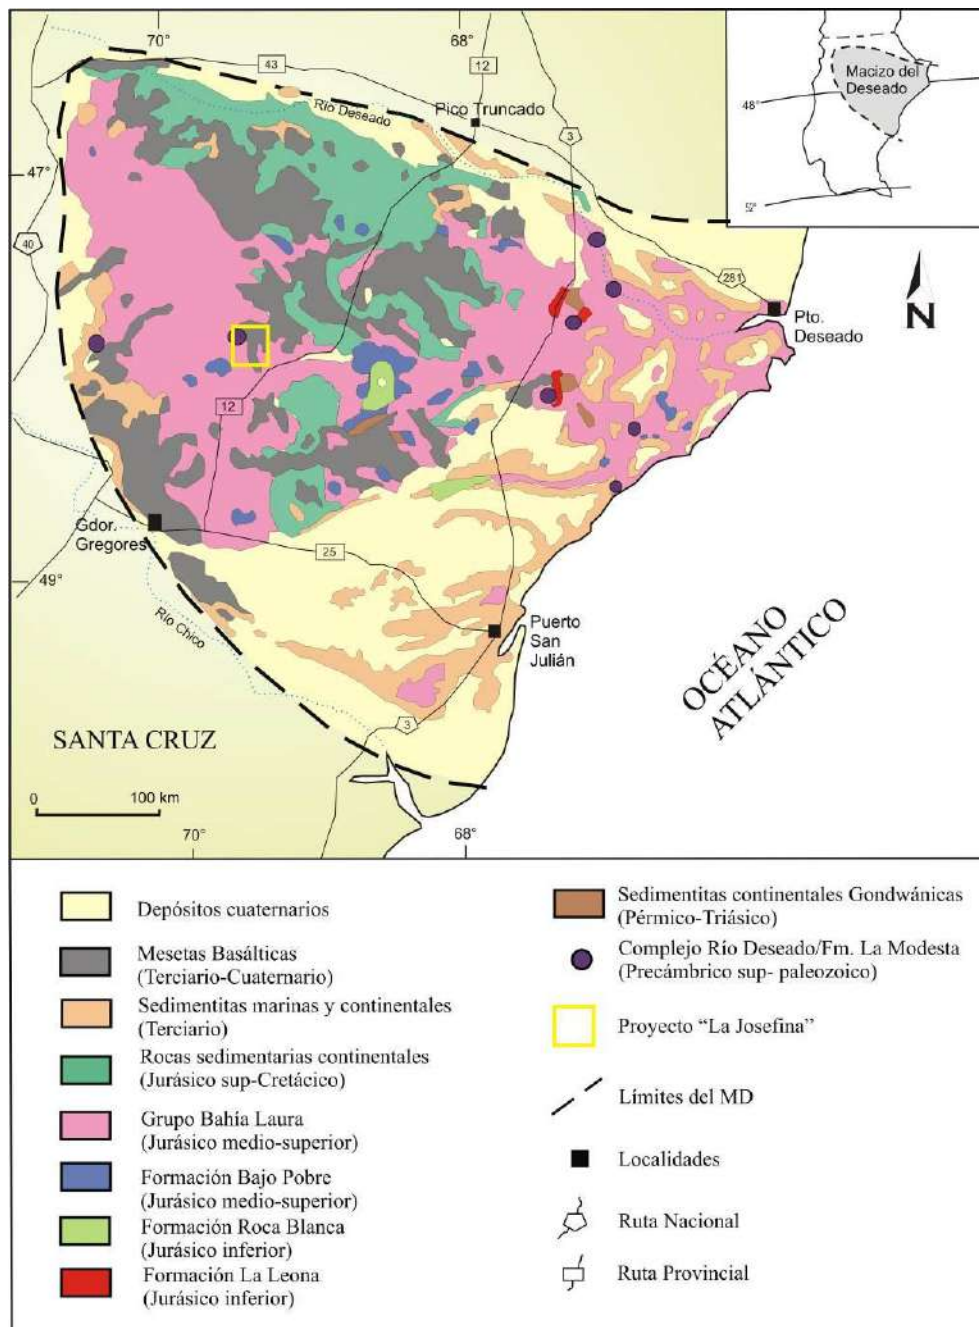 70°
68°
43
12
Río Deseado
Pico Truncado
3
47°
40
281
Pto.
Deseado
12
Gdor.
Gregores
25
49°
Río Chico
Puerto
San
Julián
3
SANTA CRUZ
OCÉANO
ATLÁNTICO
0 100 km
70°
68°
Macizo del
Deseado
48°
52°
N
Depósitos cuaternarios
Mesetas Basálticas
(Terciario-Cuaternario)
Sedimentitas marinas y continentales
(Terciario)
Rocas sedimentarias continentales
(Jurásico sup-Cretácico)
Grupo Bahía Laura
(Jurásico medio-superior)
Formación Bajo Pobre
(Jurásico medio-superior)
Formación Roca Blanca
(Jurásico inferior)
Formación La Leona
(Jurásico inferior)
Sedimentitas continentales Gondwánicas
(Pérmico-Triásico)
Complejo Río Deseado/Fm. La Modesta
(Precámbrico sup- paleozoico)
Proyecto “La Josefina”
Límites del MD
Localidades
Ruta Nacional
Ruta Provincial